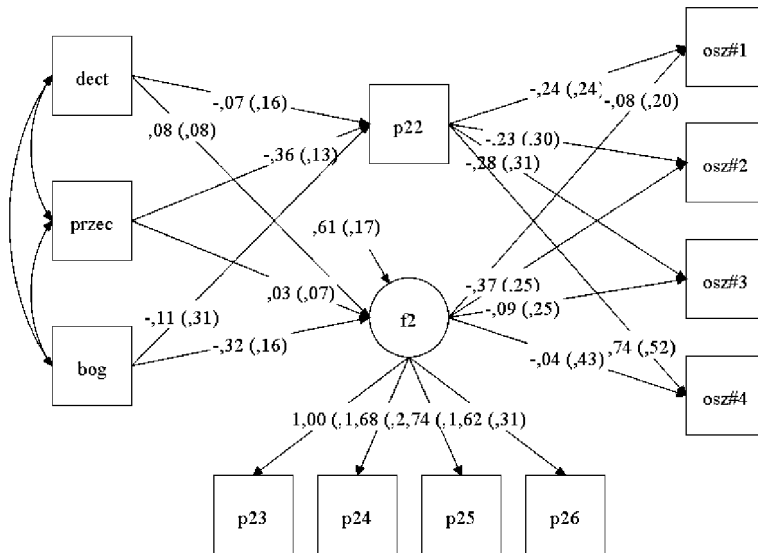 osz#1
dect
-,24 (,24)
-,07 (,16)
-,08 (,20)
p22
,08 (,08)
-,23 (,30)
-,36 (,13)
-,28 (,31)
osz#2
przec
,61 (,17)
osz#3
-,37 (,25)
,03 (,07)
-,09 (,25)
-,11 (,31)
f2
-,32 (,16)
,74 (,52)
-,04 (,43)
bog
osz#4
1,00 (,1,68 (,2,74 (,1,62 (,31)
p23 p24 p25 p26